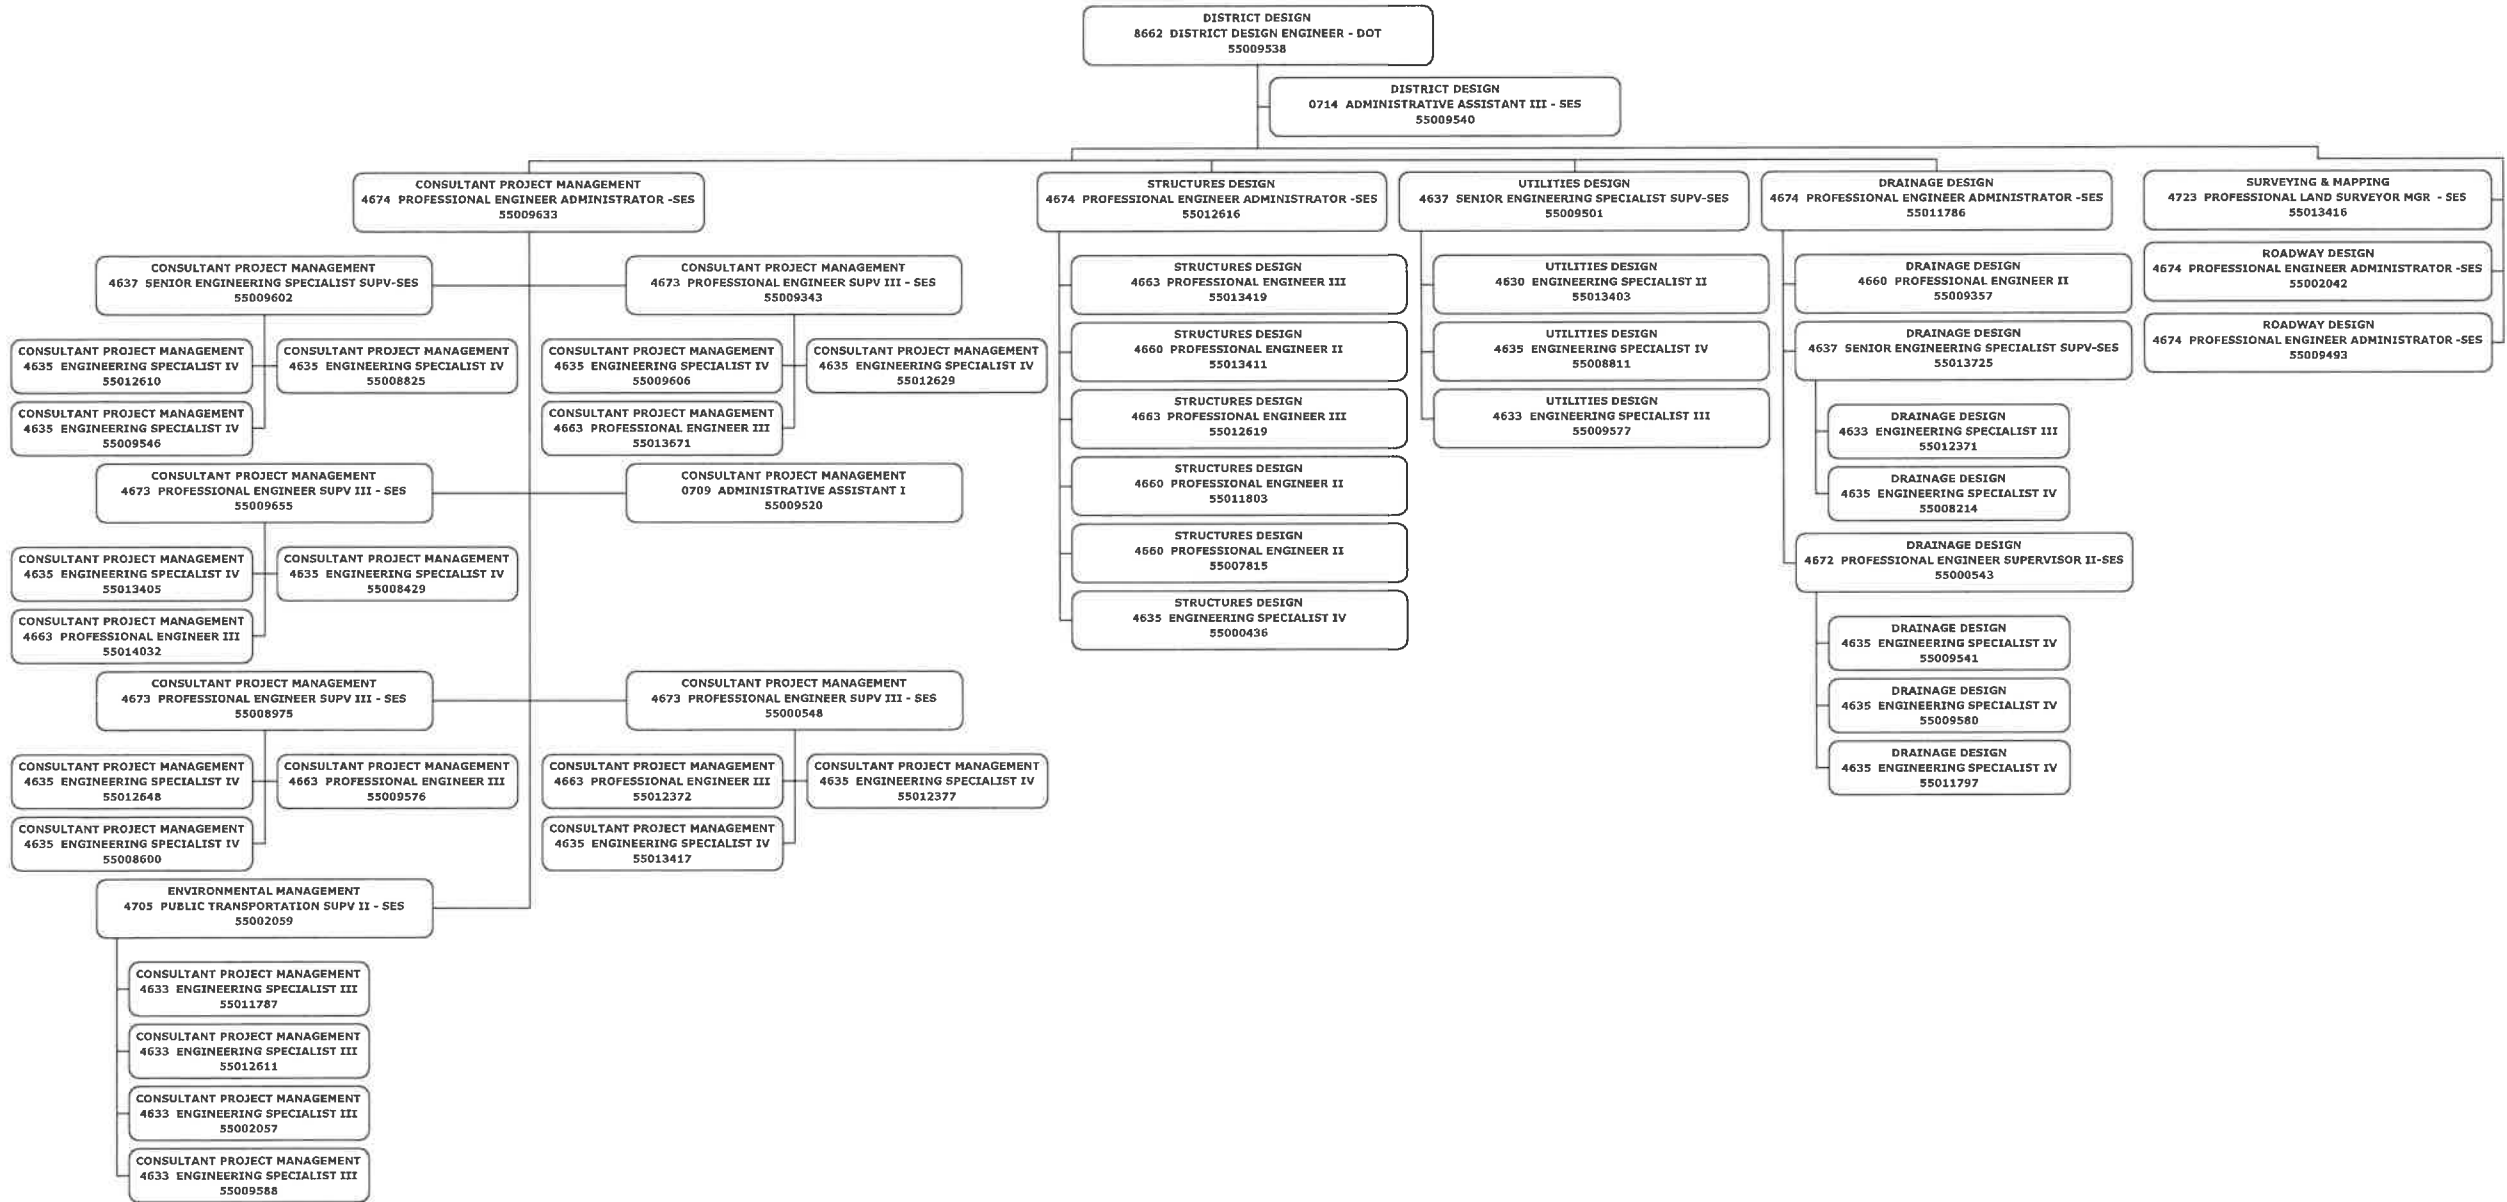 DISTRICT DESIGN
8662 DISTRICT DESIGN ENGINEER - DOT
55009538
DISTRICT DESIGN
0714 ADMINISTRATIVE ASSISTANT III - SES
55009540
CONSULTANT PROJECT MANAGEMENT
4674 PROFESSIONAL ENGINEER ADMINISTRATOR -SES
55009633
CONSULTANT PROJECT MANAGEMENT
4637 SENIOR ENGINEERING SPECIALIST SUPV-SES
55009602
CONSULTANT PROJECT MANAGEMENT
4673 PROFESSIONAL ENGINEER SUPV III - SES
55009343
CONSULTANT PROJECT MANAGEMENT
4635 ENGINEERING SPECIALIST IV
55012610
CONSULTANT PROJECT MANAGEMENT
4635 ENGINEERING SPECIALIST IV
55008825
CONSULTANT PROJECT MANAGEMENT
4635 ENGINEERING SPECIALIST IV
55009546
CONSULTANT PROJECT MANAGEMENT
4635 ENGINEERING SPECIALIST IV
55009606
CONSULTANT PROJECT MANAGEMENT
4635 ENGINEERING SPECIALIST IV
55012629
CONSULTANT PROJECT MANAGEMENT
4663 PROFESSIONAL ENGINEER III
55013671
CONSULTANT PROJECT MANAGEMENT
4673 PROFESSIONAL ENGINEER SUPV III - SES
55009655
CONSULTANT PROJECT MANAGEMENT
0709 ADMINISTRATIVE ASSISTANT I
55009520
CONSULTANT PROJECT MANAGEMENT
4635 ENGINEERING SPECIALIST IV
55013405
CONSULTANT PROJECT MANAGEMENT
4635 ENGINEERING SPECIALIST IV
55008429
CONSULTANT PROJECT MANAGEMENT
4663 PROFESSIONAL ENGINEER III
55014032
CONSULTANT PROJECT MANAGEMENT
4673 PROFESSIONAL ENGINEER SUPV III - SES
55008975
CONSULTANT PROJECT MANAGEMENT
4673 PROFESSIONAL ENGINEER SUPV III - SES
55000548
CONSULTANT PROJECT MANAGEMENT
4635 ENGINEERING SPECIALIST IV
55012648
CONSULTANT PROJECT MANAGEMENT
4663 PROFESSIONAL ENGINEER III
55009576
CONSULTANT PROJECT MANAGEMENT
4635 ENGINEERING SPECIALIST IV
55008600
CONSULTANT PROJECT MANAGEMENT
4663 PROFESSIONAL ENGINEER III
55012372
CONSULTANT PROJECT MANAGEMENT
4635 ENGINEERING SPECIALIST IV
55012377
CONSULTANT PROJECT MANAGEMENT
4635 ENGINEERING SPECIALIST IV
55013417
ENVIRONMENTAL MANAGEMENT
4705 PUBLIC TRANSPORTATION SUPV II - SES
55002059
CONSULTANT PROJECT MANAGEMENT
4633 ENGINEERING SPECIALIST III
55011787
CONSULTANT PROJECT MANAGEMENT
4633 ENGINEERING SPECIALIST III
55012611
CONSULTANT PROJECT MANAGEMENT
4633 ENGINEERING SPECIALIST III
55002057
CONSULTANT PROJECT MANAGEMENT
4633 ENGINEERING SPECIALIST III
55009588
STRUCTURES DESIGN
4674 PROFESSIONAL ENGINEER ADMINISTRATOR -SES
55012616
STRUCTURES DESIGN
4663 PROFESSIONAL ENGINEER III
55013419
STRUCTURES DESIGN
4660 PROFESSIONAL ENGINEER II
55013411
STRUCTURES DESIGN
4663 PROFESSIONAL ENGINEER III
55012619
STRUCTURES DESIGN
4660 PROFESSIONAL ENGINEER II
55011803
STRUCTURES DESIGN
4660 PROFESSIONAL ENGINEER II
55007815
STRUCTURES DESIGN
4635 ENGINEERING SPECIALIST IV
55000436
UTILITIES DESIGN
4637 SENIOR ENGINEERING SPECIALIST SUPV-SES
55009501
UTILITIES DESIGN
4630 ENGINEERING SPECIALIST II
55013403
UTILITIES DESIGN
4635 ENGINEERING SPECIALIST IV
55008811
UTILITIES DESIGN
4633 ENGINEERING SPECIALIST III
55009577
DRAINAGE DESIGN
4674 PROFESSIONAL ENGINEER ADMINISTRATOR -SES
55011786
DRAINAGE DESIGN
4660 PROFESSIONAL ENGINEER II
55009357
DRAINAGE DESIGN
4637 SENIOR ENGINEERING SPECIALIST SUPV-SES
55013725
DRAINAGE DESIGN
4633 ENGINEERING SPECIALIST III
55012371
DRAINAGE DESIGN
4635 ENGINEERING SPECIALIST IV
55008214
DRAINAGE DESIGN
4672 PROFESSIONAL ENGINEER SUPERVISOR II-SES
55000543
DRAINAGE DESIGN
4635 ENGINEERING SPECIALIST IV
55009541
DRAINAGE DESIGN
4635 ENGINEERING SPECIALIST IV
55009580
DRAINAGE DESIGN
4635 ENGINEERING SPECIALIST IV
55011797
SURVEYING & MAPPING
4723 PROFESSIONAL LAND SURVEYOR MGR - SES
55013416
ROADWAY DESIGN
4674 PROFESSIONAL ENGINEER ADMINISTRATOR -SES
55002042
ROADWAY DESIGN
4674 PROFESSIONAL ENGINEER ADMINISTRATOR -SES
55009493